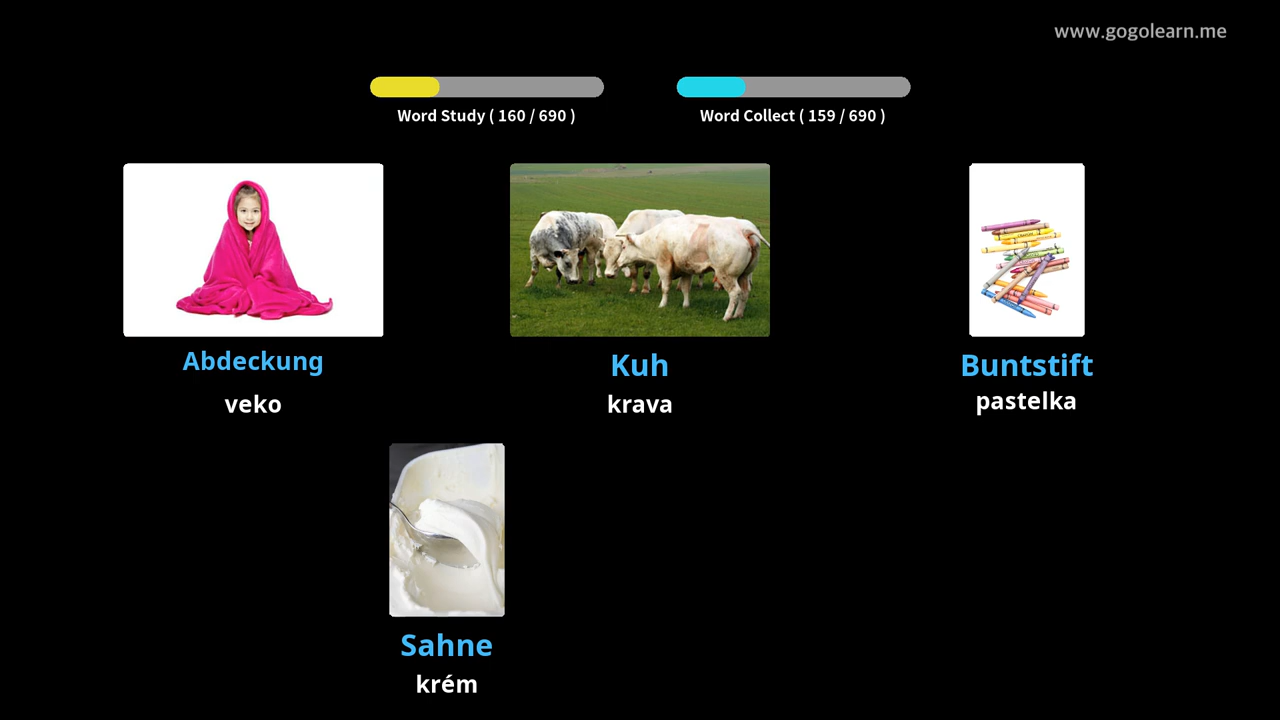 www.gogolearn.me
Word Study ( 160 / 690 )
Word Collect ( 159 / 690 )
Abdeckung
veko
Kuh
krava
Buntstift
pastelka
Sahne
krém